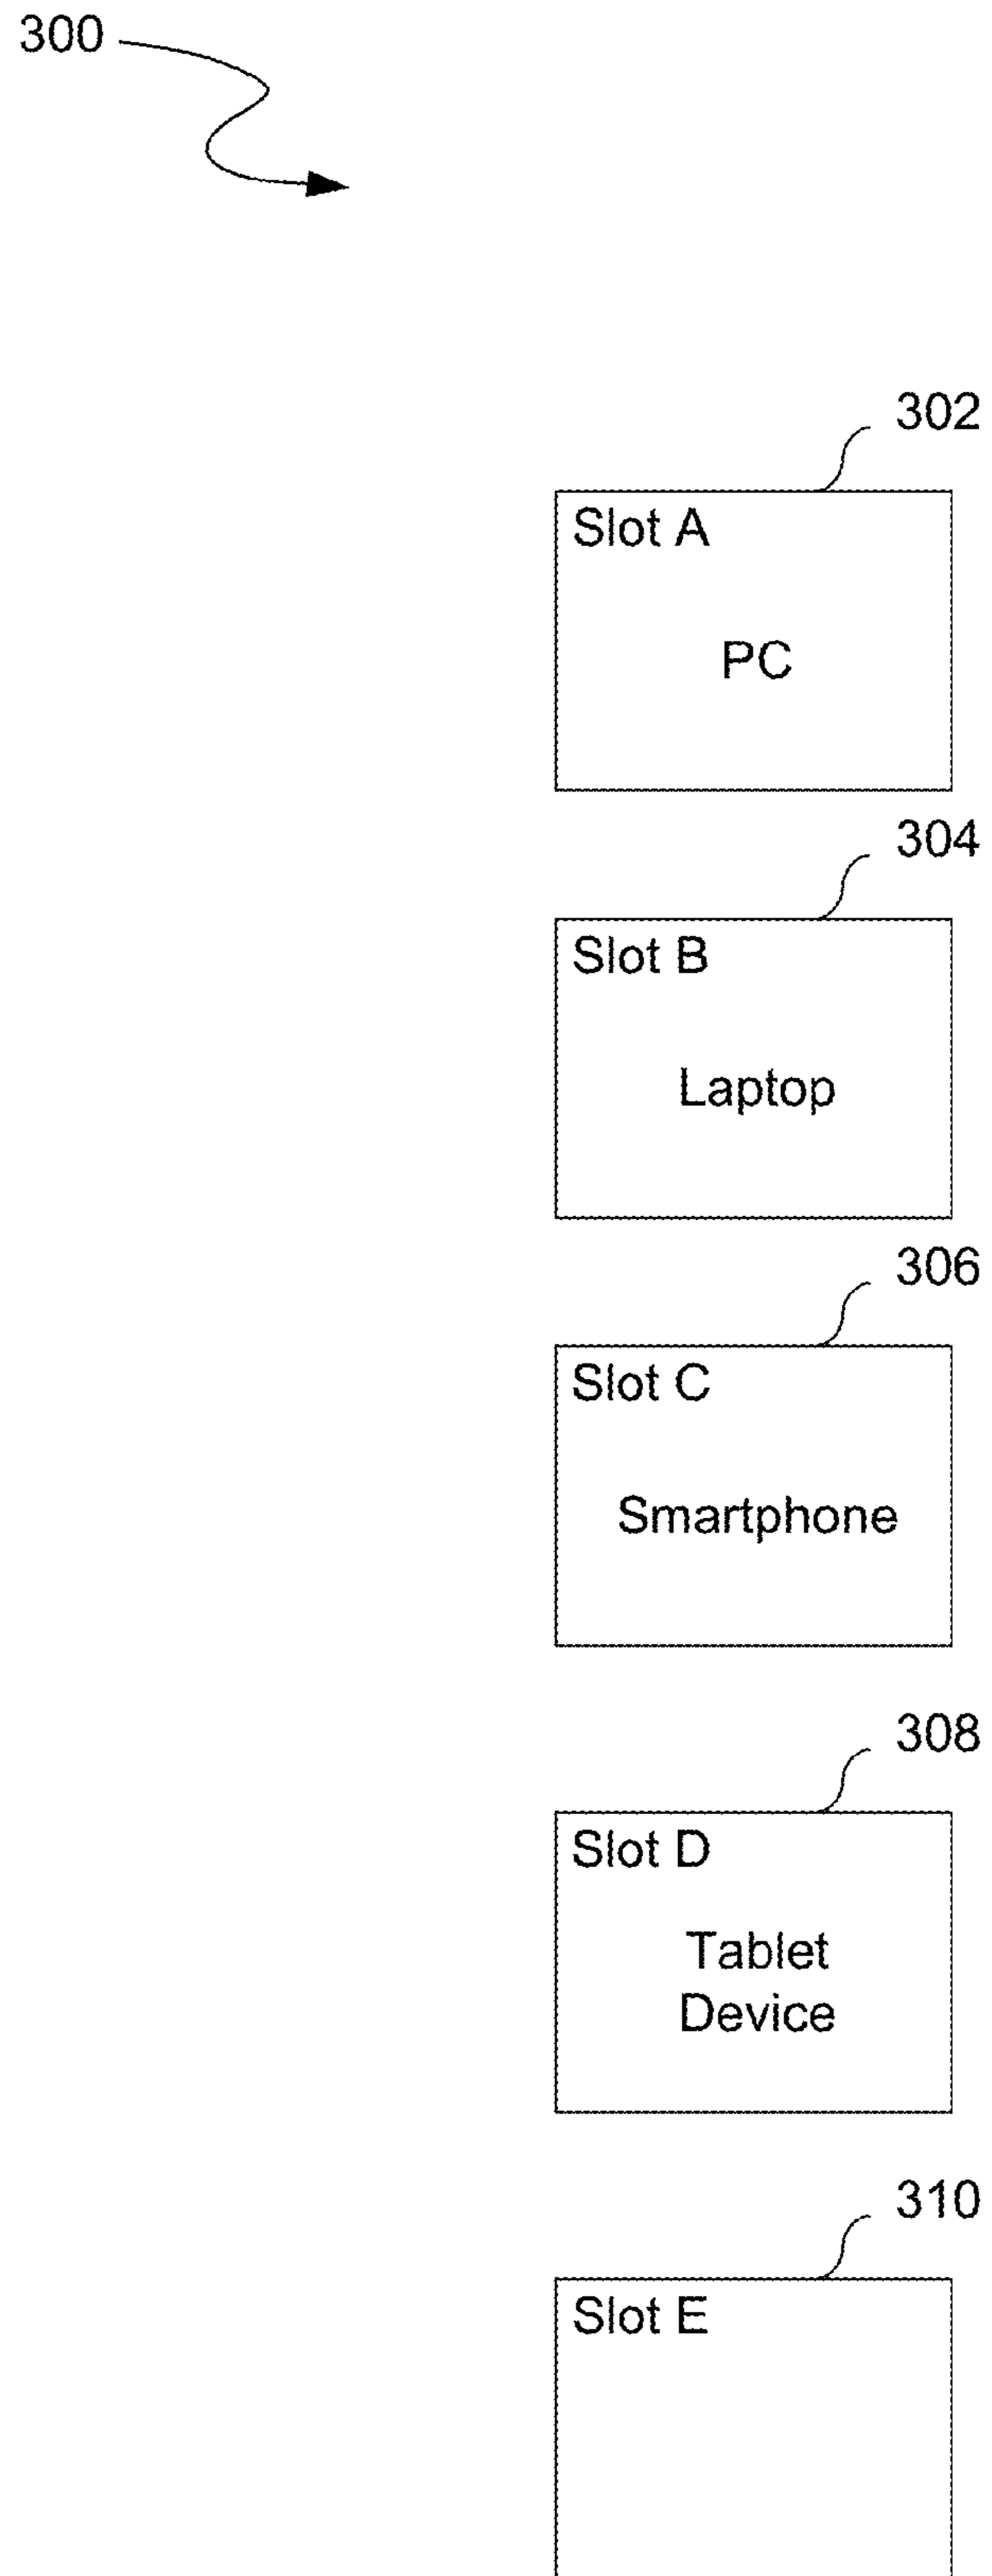 300
302
Slot A
PC
304
Slot B
Laptop
306
Slot C
Smartphone
308
Slot D
Tablet
Device
310
Slot E